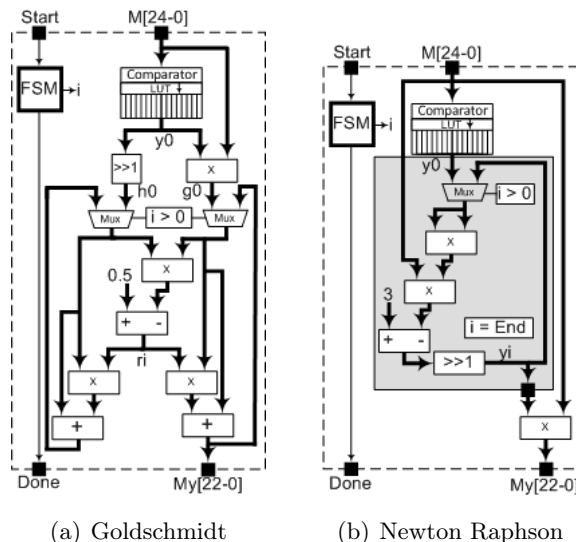 Start
M[24-0]
FSM
i
Comparator
LUT
y0
>>1
x
h0
g0
Mux
i > 0
Mux
x
0.5
+ -
ri
x
x
+
+
Done
My[22-0]
(a) Goldschmidt
Start
M[24-0]
FSM
i
Comparator
LUT
y0
Mux
i > 0
x
x
3
+ -
i = End
>>1
yi
x
Done
My[22-0]
(b) Newton Raphson